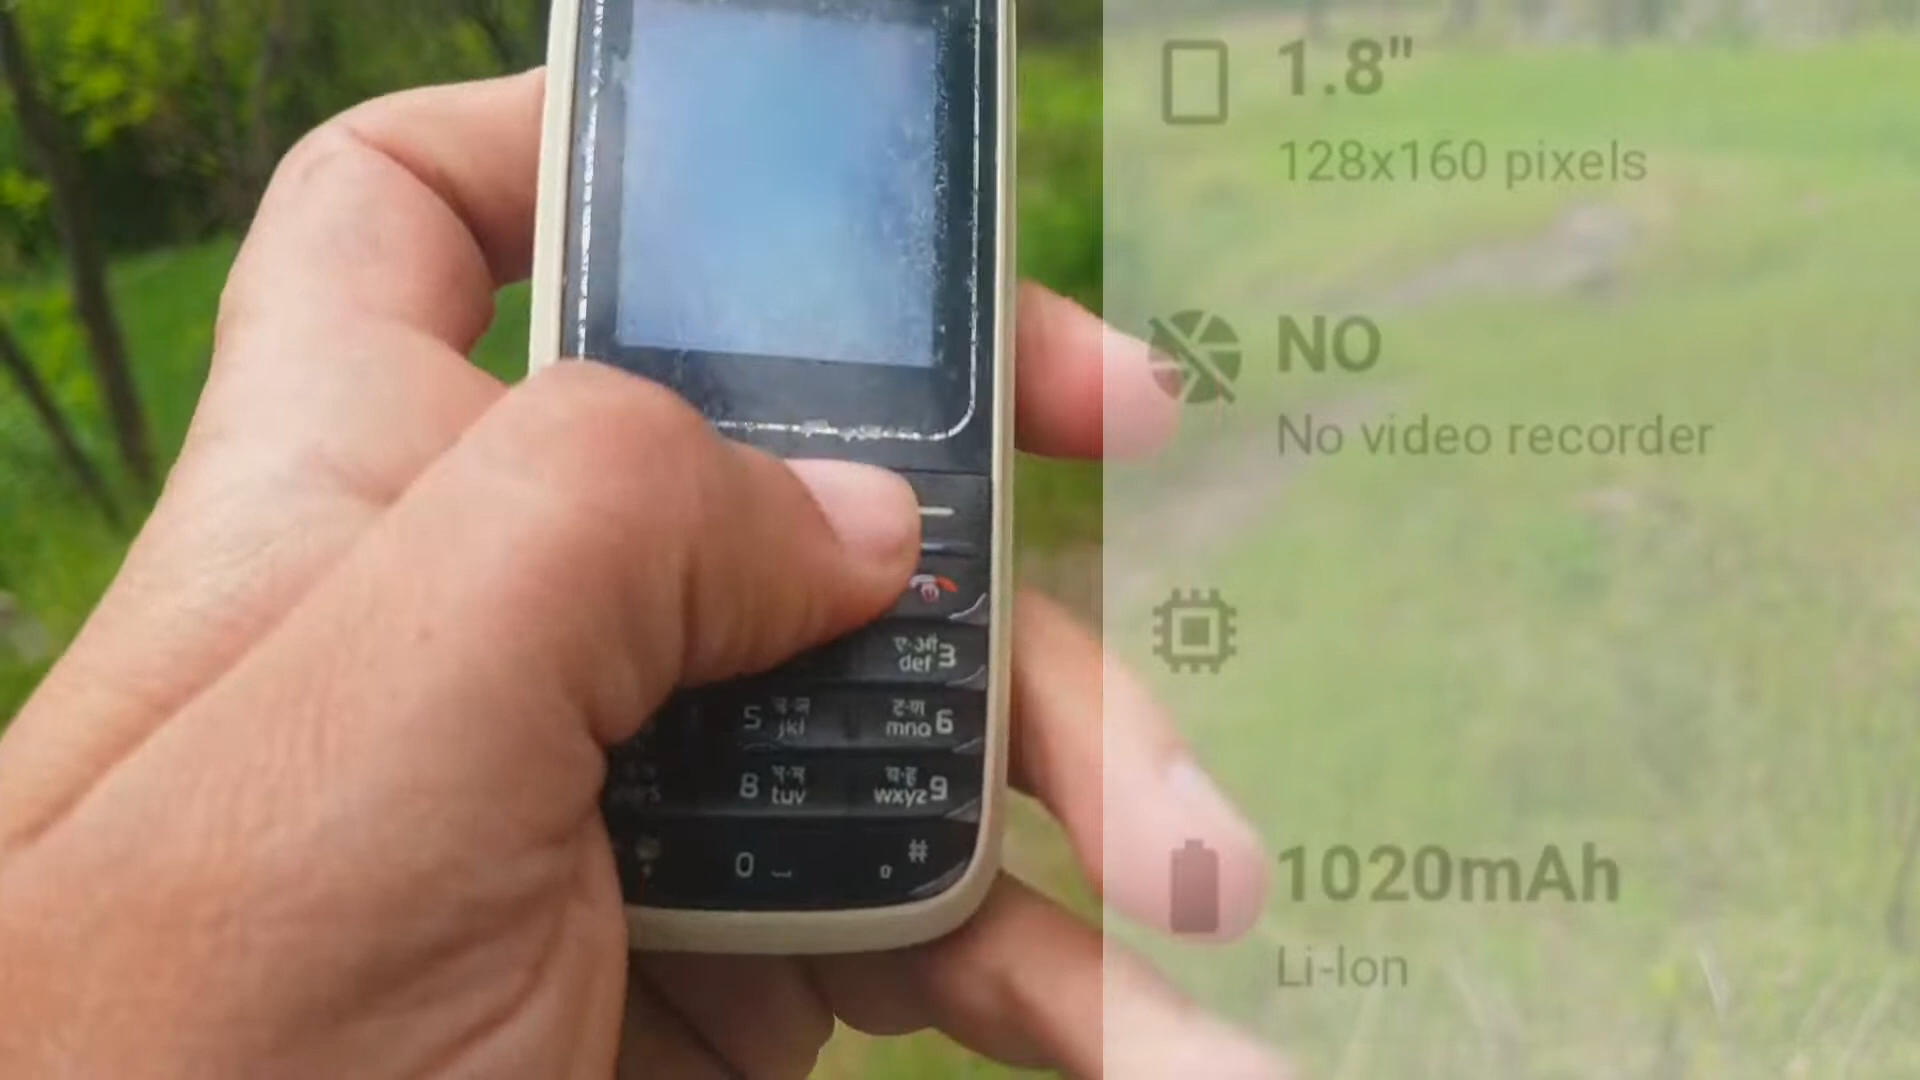 1.8"
128x160 pixels
NO
No video recorder
1020mAh
Li-Ion
ए-ऑ
def 3
5
jkl
ट-ण
mno 6
8 प-म
tuv
य-ह
wxyz 9
0
#